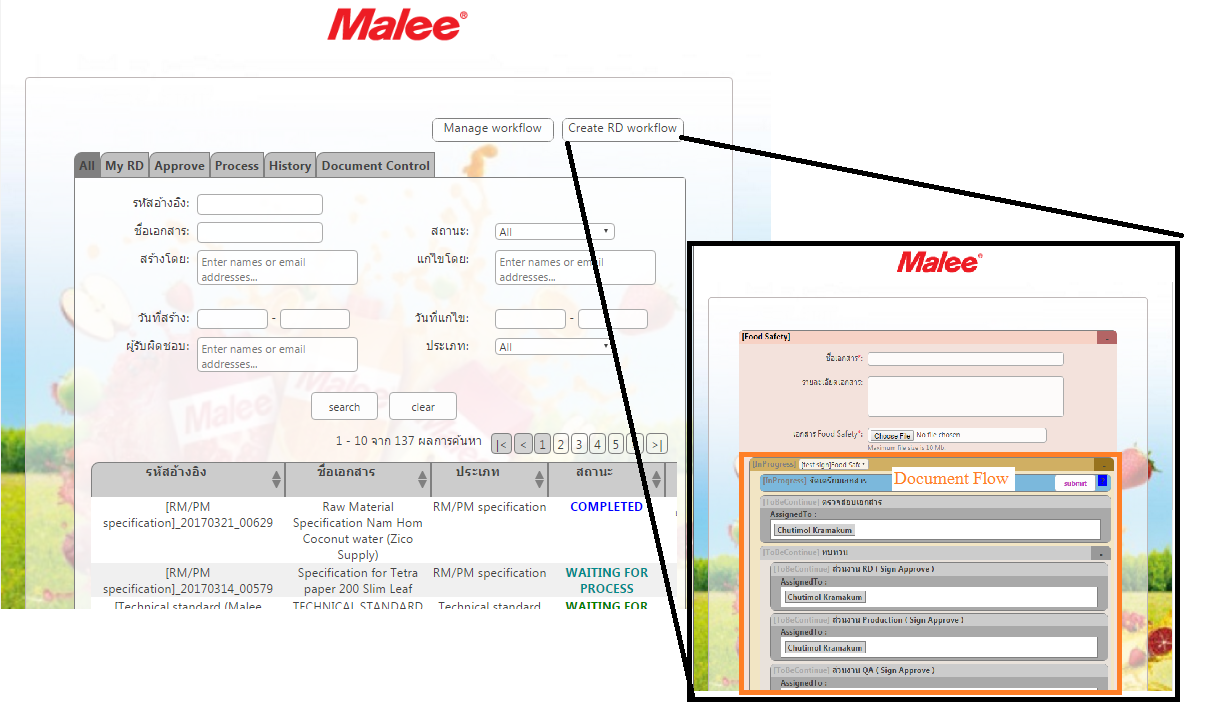 Malee®
Manage workflow
Create RD workflow
All
My RD
Approve
Process
History
Document Control
รหัสอ้างอิง:
ชื่อเอกสาร:
สถานะ:
All
สร้างโดย:
Enter names or email
addresses...
แก้ไขโดย:
Enter names or email
addresses...
วันที่สร้าง:
-
วันที่แก้ไข:
-
ผู้รับผิดชอบ:
Enter names or email
addresses...
ประเภท:
All
search
clear
1 - 10 จาก 137 ผลการค้นหา
|< < 1 2 3 4 5 >|
รหัสอ้างอิง
ชื่อเอกสาร
ประเภท
สถานะ
[RM/PM
specification]_20170321_00629
Raw Material
Specification Nam Hom
Coconut water (Zico
Supply)
RM/PM specification
COMPLETED
[RM/PM
specification]_20170314_00579
Specification for Tetra
paper 200 Slim Leaf
RM/PM specification
WAITING FOR
PROCESS
[Technical standard (Malee
TECHNICAL STANDARD
Technical standard
WAITING FOR
Malee®
[Food Safety]
ชื่อเอกสาร*:
รายละเอียดเอกสาร:
เอกสาร Food Safety*:
Choose File No file chosen
Maximum file size is 10 Mb.
[InProgress] [test sign]Food Safe
[InProgress] จัดเตรียมเอกสาร
Document Flow
submit
[ToBeContinue] ตรวจสอบเอกสาร
AssignedTo :
Chutimol Kramakum
[ToBeContinue] ทบทวน
[ToBeContinue] ส่วนงาน RD ( Sign Approve )
AssignedTo :
Chutimol Kramakum
[ToBeContinue] ส่วนงาน Production ( Sign Approve )
AssignedTo :
Chutimol Kramakum
[ToBeContinue] ส่วนงาน QA ( Sign Approve )
AssignedTo :